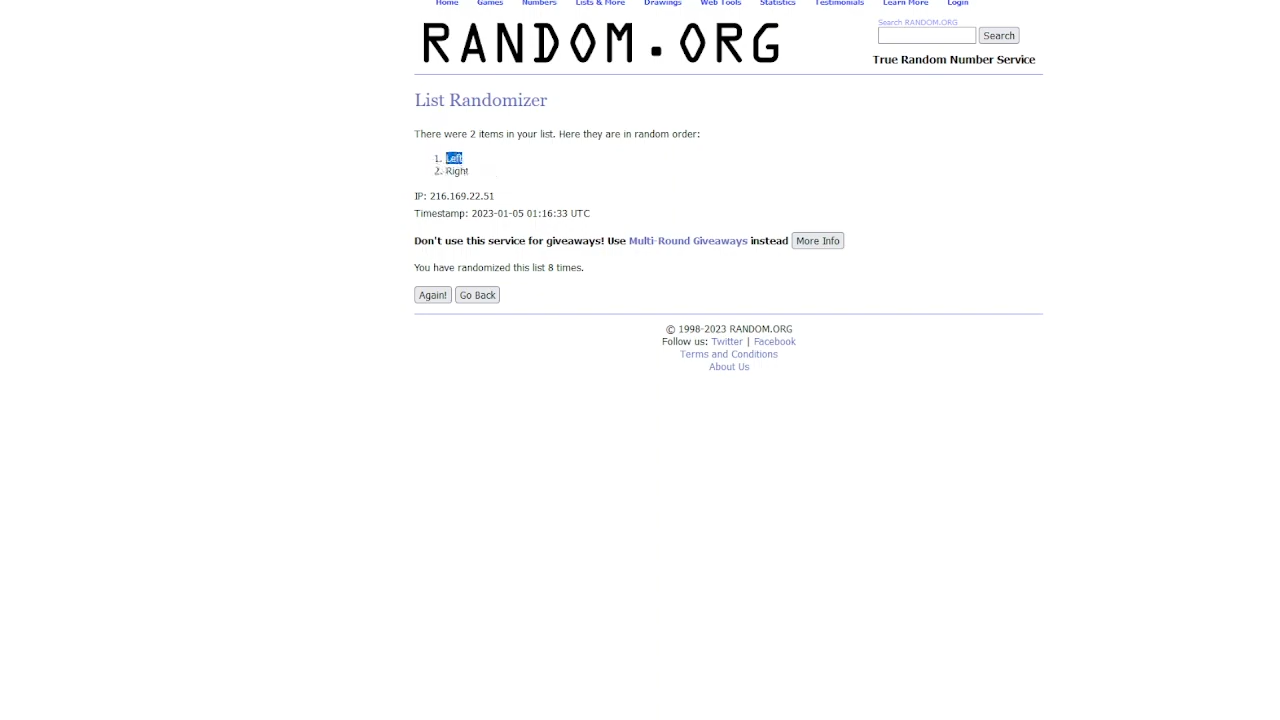 Home Games Numbers Lists & More Drawings Web Tools Statistics Testimonials Learn More Login
RANDOM.ORG
Search RANDOM.ORG
Search
True Random Number Service
List Randomizer
There were 2 items in your list. Here they are in random order:
1. Left
2. Right
IP: 216.169.22.51
Timestamp: 2023-01-05 01:16:33 UTC
Don't use this service for giveaways! Use Multi-Round Giveaways instead More Info
You have randomized this list 8 times.
Again! Go Back
© 1998-2023 RANDOM.ORG
Follow us: Twitter | Facebook
Terms and Conditions
About Us